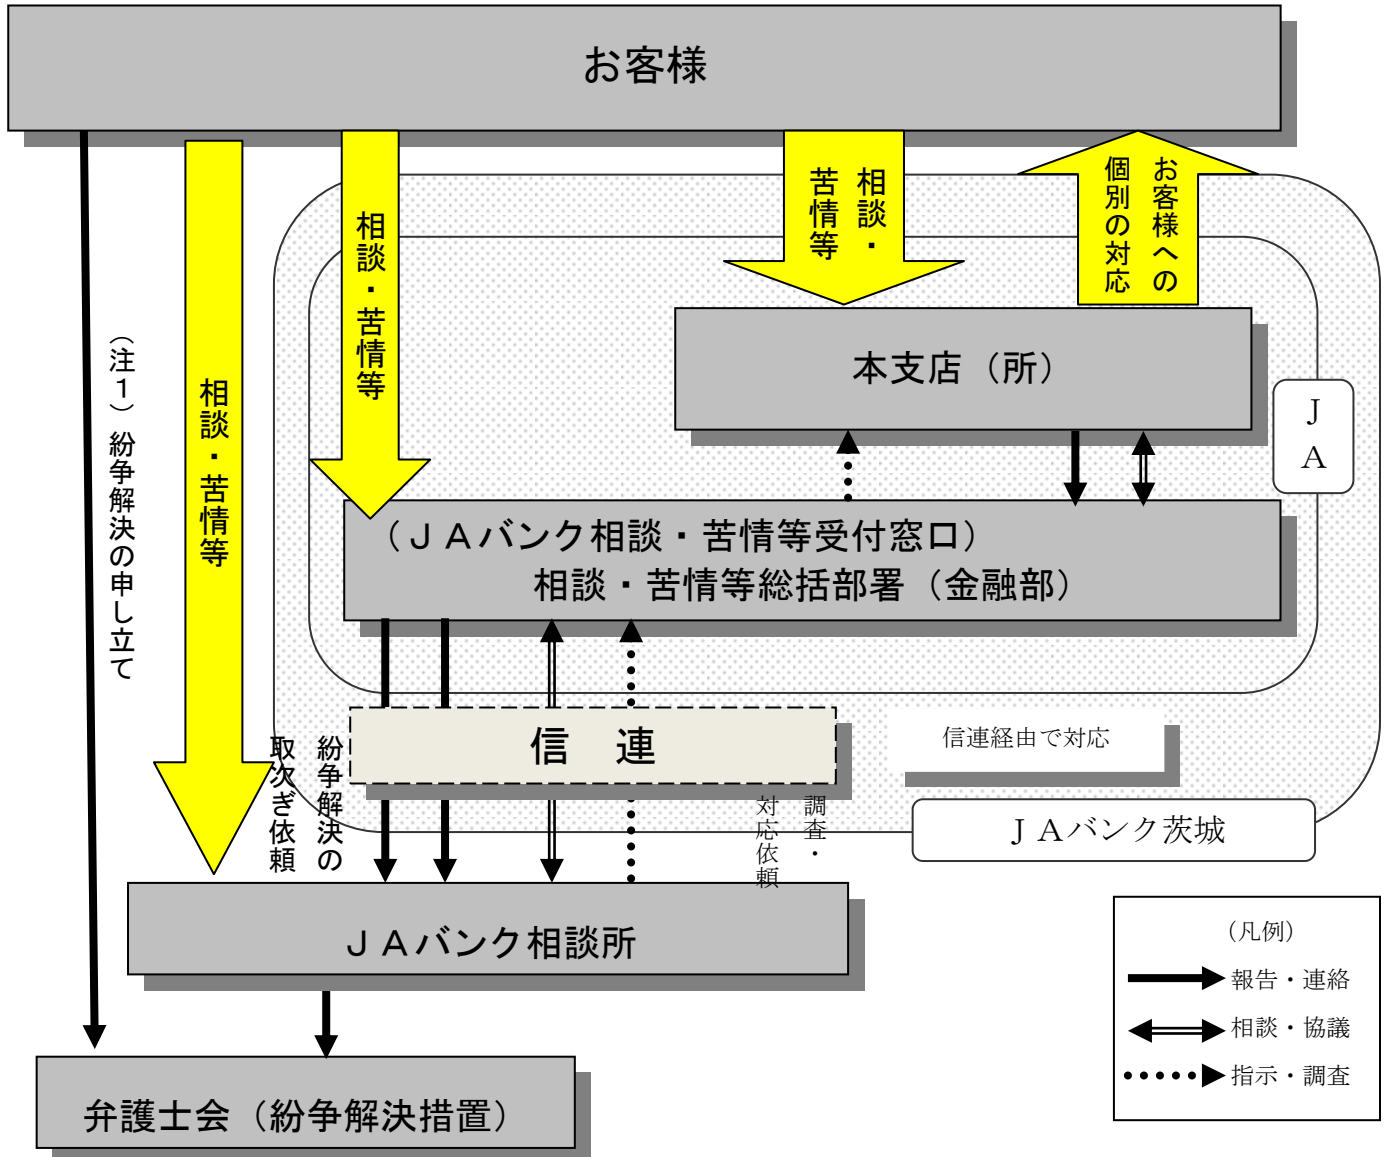 お客様
相談・
苦情等
お客様への
個別の対応
相談・苦情等
相談・苦情等
（注１）紛争解決の申し立て
本支店（所）
ＪＡ
（ＪＡバンク相談・苦情等受付窓口）
相談・苦情等総括部署（金融部）
信　連
信連経由で対応
紛争解決の
取次ぎ依頼
調査・
対応依頼
ＪＡバンク茨城
ＪＡバンク相談所
弁護士会（紛争解決措置）
（凡例）
報告・連絡
相談・協議
指示・調査